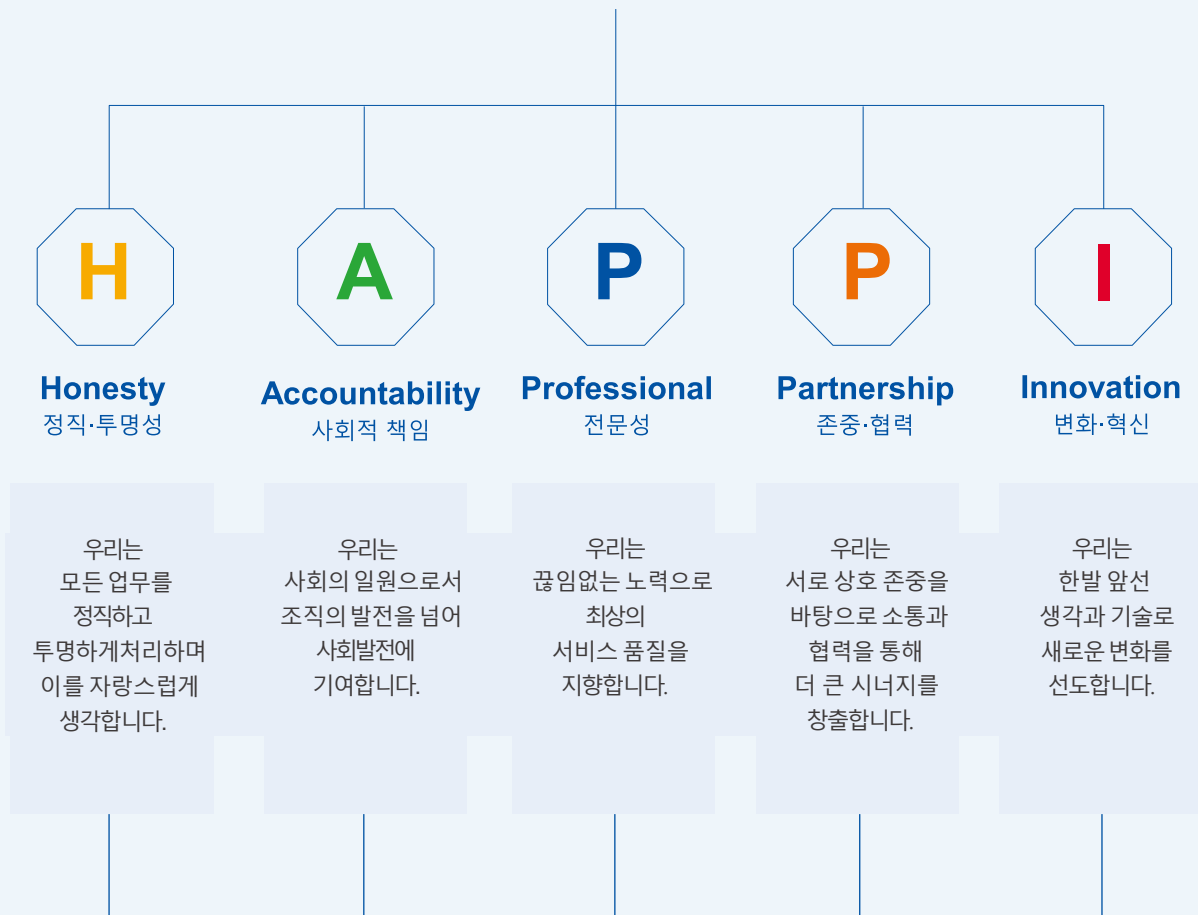 H
Honesty
정직·투명성
우리는
모든 업무를
정직하고
투명하게처리하며
이를 자랑스럽게
생각합니다.
A
Accountability
사회적 책임
우리는
사회의 일원으로서
조직의 발전을 넘어
사회발전에
기여합니다.
P
Professional
전문성
우리는
끊임없는 노력으로
최상의
서비스 품질을
지향합니다.
P
Partnership
존중·협력
우리는
서로 상호 존중을
바탕으로 소통과
협력을 통해
더 큰 시너지를
창출합니다.
I
Innovation
변화·혁신
우리는
한발 앞선
생각과 기술로
새로운 변화를
선도합니다.